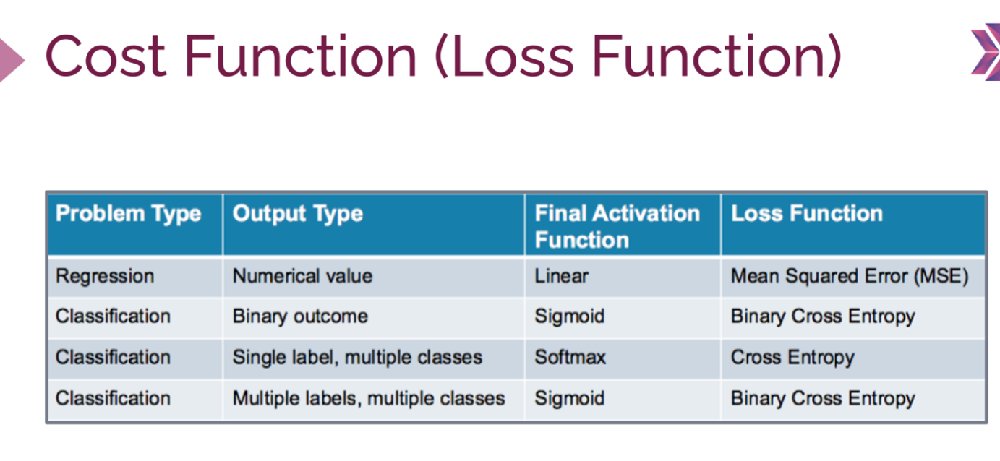 Cost Function (Loss Function)
Problem Type Output Type Final Activation Function Loss Function
Regression Numerical value Linear Mean Squared Error (MSE)
Classification Binary outcome Sigmoid Binary Cross Entropy
Classification Single label, multiple classes Softmax Cross Entropy
Classification Multiple labels, multiple classes Sigmoid Binary Cross Entropy